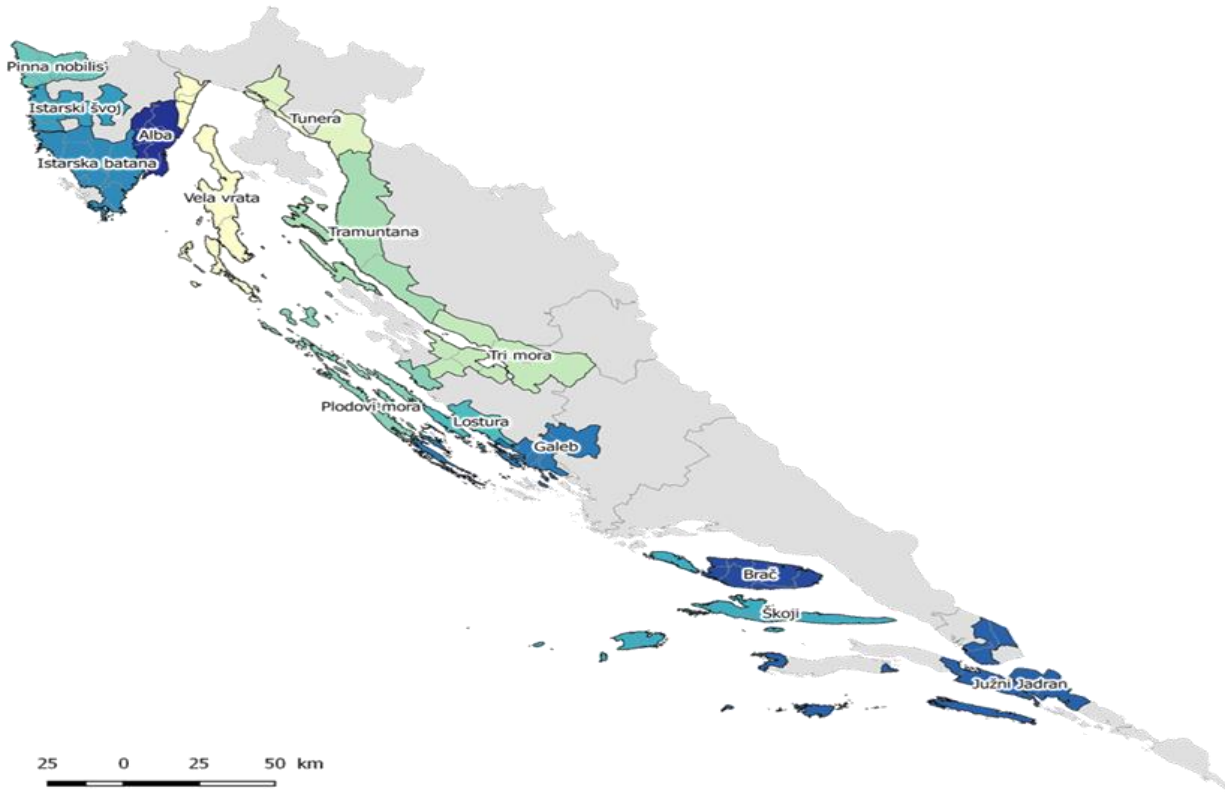 Pinna nobilis
Istarski švoj
Alba
Istarska batana
Tunera
Vela vrata
Tramuntana
Tri mora
Plodovi mora
Lostura
Galeb
Brač
Škoji
Južni Jadran
25 0 25 50 km